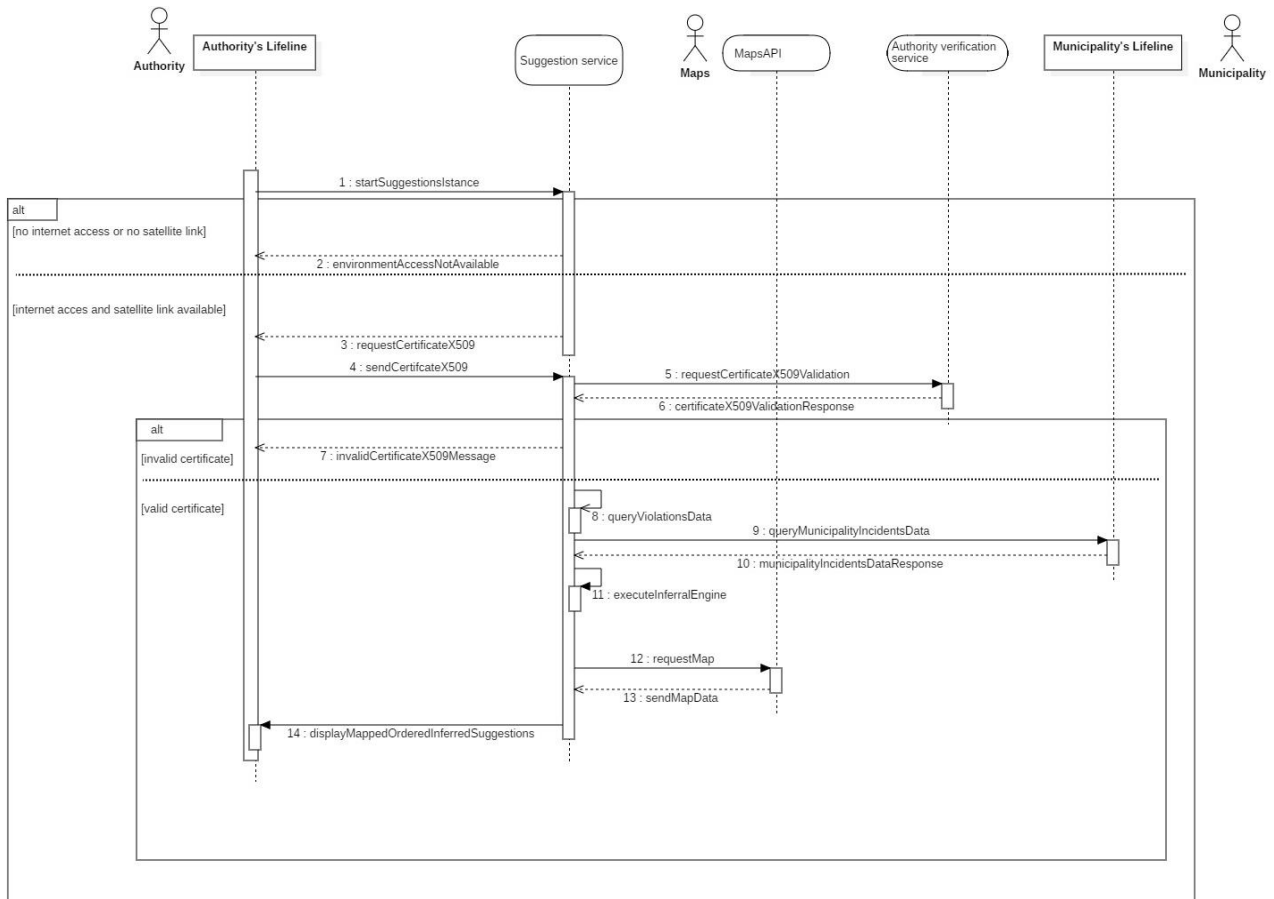 Authority
Authority's Lifeline
Suggestion service
Maps
MapsAPI
Authority verification
service
Municipality's Lifeline
Municipality
1 : startSuggestionsIstance
alt
[no internet access or no satellite link]
2 : environmentAccessNotAvailable
[internet acces and satellite link available]
3 : requestCertificateX509
4 : sendCertifcateX509
5 : requestCertificateX509Validation
6 : certificateX509ValidationResponse
alt
7 : invalidCertificateX509Message
[invalid certificate]
[valid certificate]
8 : queryViolationsData
9 : queryMunicipalityIncidentsData
10 : municipalityIncidentsDataResponse
11 : executeInferralEngine
12 : requestMap
13 : sendMapData
14 : displayMappedOrderedInferredSuggestions